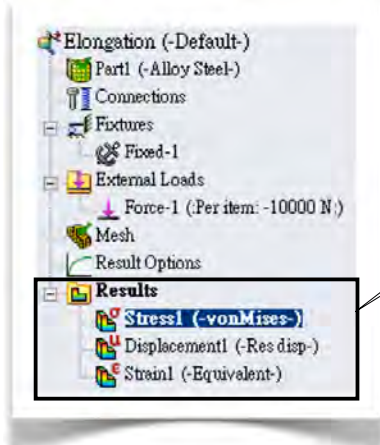 Elongation (-Default-)
Part1 (-Alloy Steel-)
Connections
Fixtures
Fixed-1
External Loads
Force-1 (:Per item: -10000 N:)
Mesh
Result Options
Results
Stress1 (-vonMises-)
Displacement1 (-Res disp-)
Strain1 (-Equivalent-)